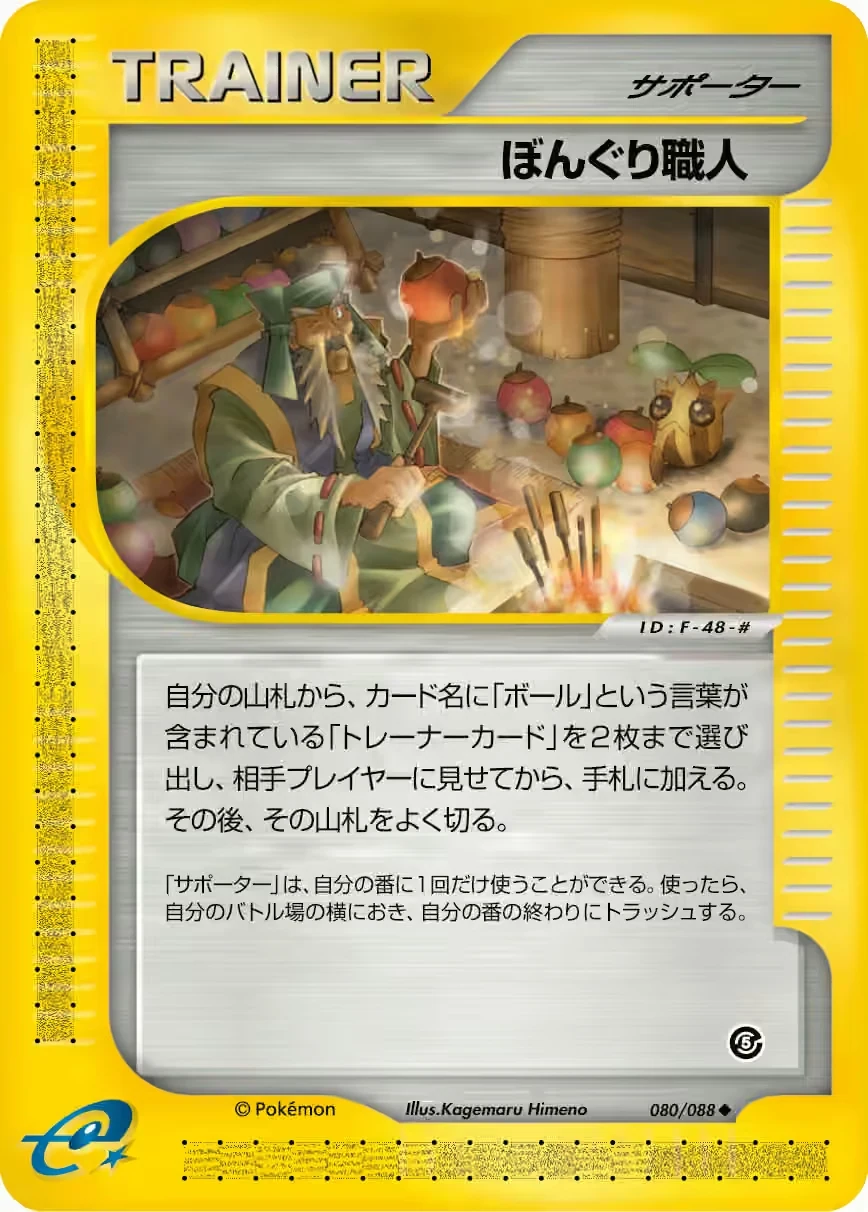 TRAINER
サポーター
ぼんぐり職人
ID : F-48-#
自分の山札から、カード名に「ボール」という言葉が
含まれている「トレーナーカード」を2枚まで選び
出し、相手プレイヤーに見せてから、手札に加える。
その後、その山札をよく切る。
「サポーター」は、自分の番に1回だけ使うことができる。使ったら、
自分のバトル場の横におき、自分の番の終わりにトラッシュする。
5
© Pokémon Illus.Kagemaru Himeno 080/088◆
e